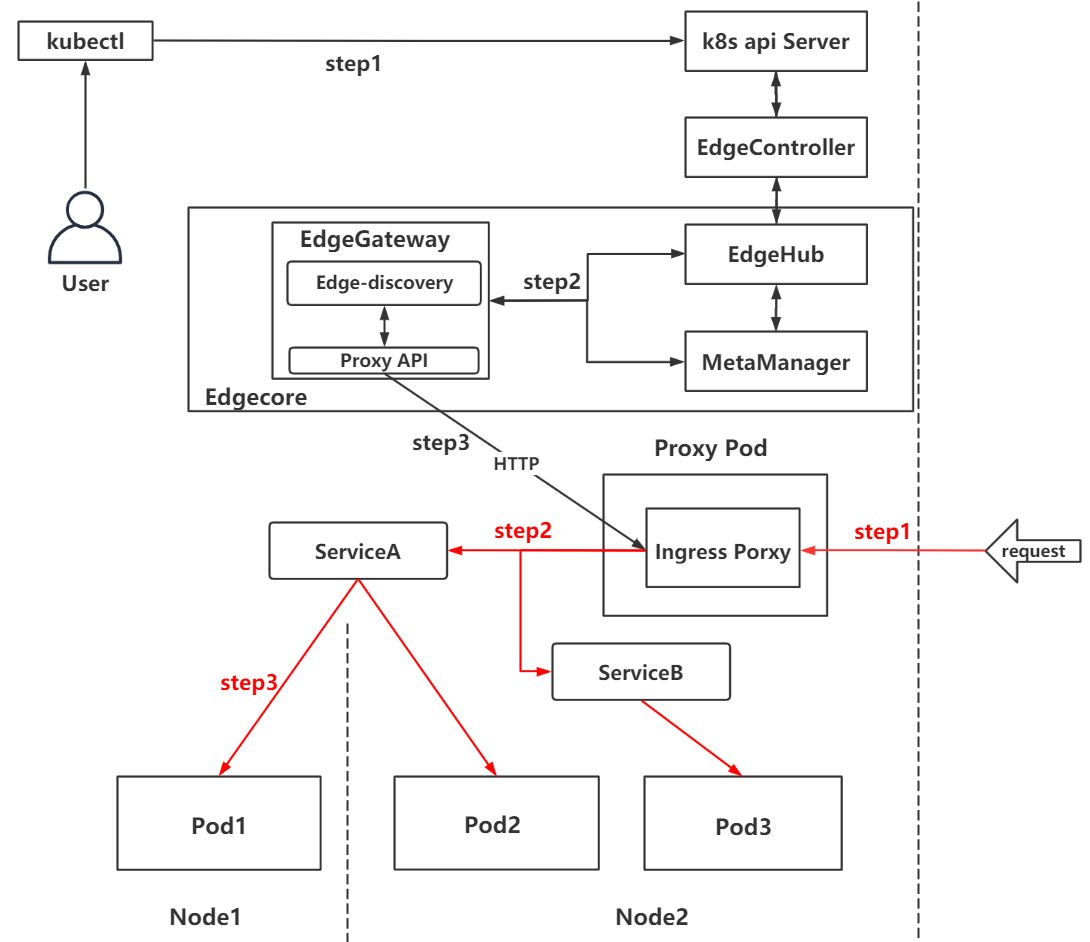 kubectl
k8s api Server
step1
EdgeController
User
EdgeGateway
EdgeHub
Edge-discovery
step2
Proxy API
MetaManager
Edgecore
step3
HTTP
Proxy Pod
step2
step1
ServiceA
Ingress Porxy
request
step3
ServiceB
Pod1
Pod2
Pod3
Node1
Node2